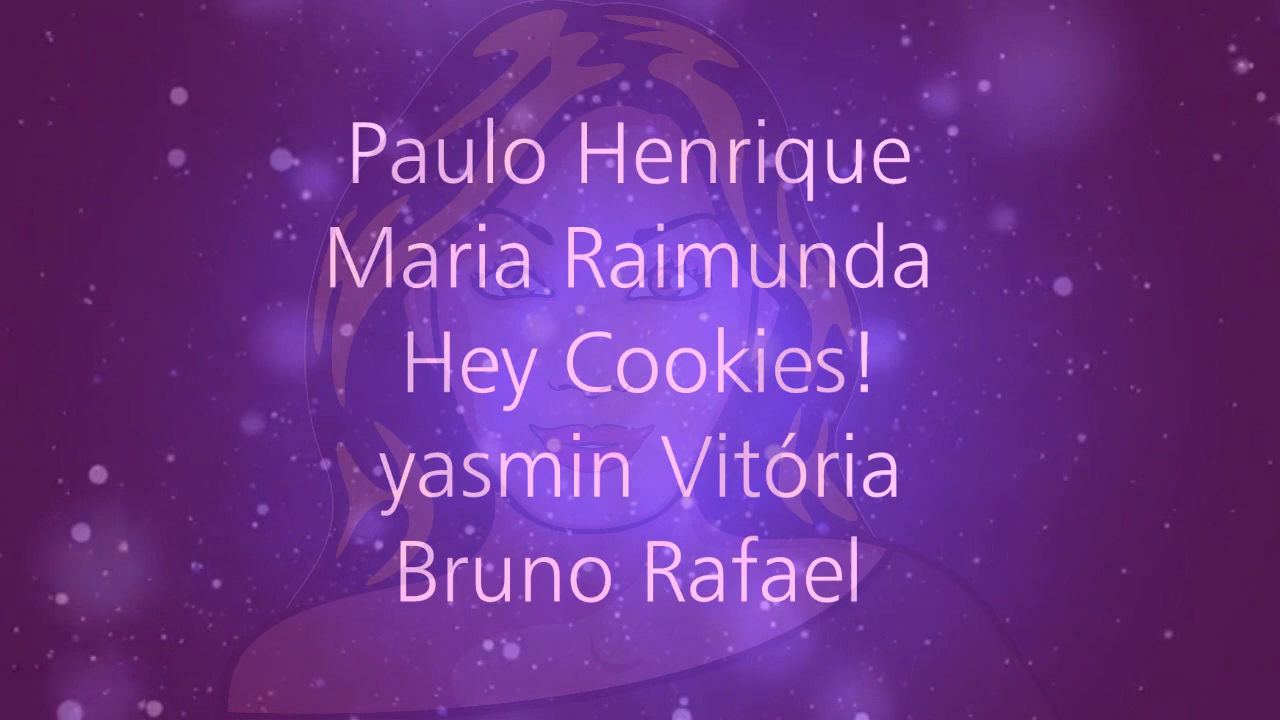 Paulo Henrique
Maria Raimunda
Hey Cookies!
yasmin Vitória
Bruno Rafael